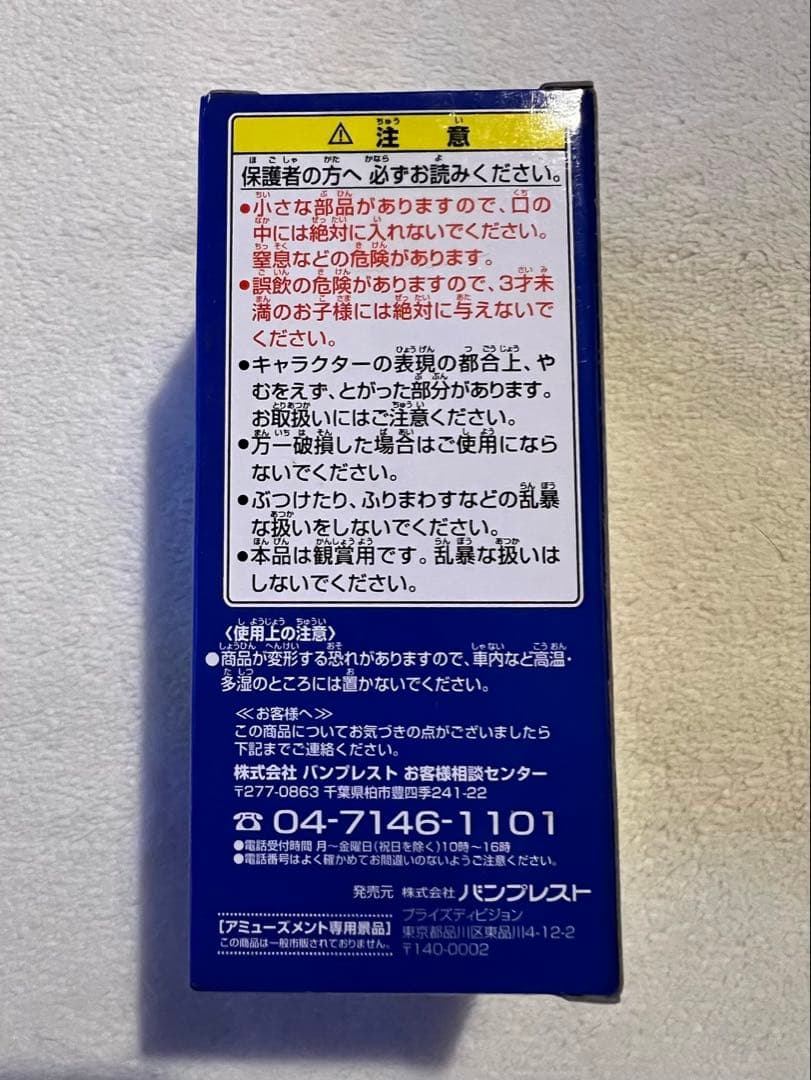 ⚠ 注意
保護者の方へ 必ずお読みください。
●小さな部品がありますので、口の
中には絶対に入れないでください。
窒息などの危険があります。
●誤飲の危険がありますので、3才未
満のお子様には絶対に与えないで
ください。
●キャラクターの表現の都合上、や
むをえず、とがった部分があります。
お取扱いにはご注意ください。
●万一破損した場合はご使用になら
ないでください。
●ぶつけたり、ふりまわすなどの乱暴
な扱いをしないでください。
●本品は観賞用です。乱暴な扱いは
しないでください。
〈使用上の注意〉
●商品が変形する恐れがありますので、車内など高温・
多湿のところには置かないでください。
≪お客様へ≫
この商品についてお気づきの点がございましたら
下記までご連絡ください。
株式会社 バンプレスト お客様相談センター
〒277-0863 千葉県柏市豊四季241-22
☎ 04-7146-1101
●電話受付時間 月〜金曜日(祝日を除く)10時〜16時
●電話番号はよく確かめてお間違いのないようご注意ください。
発売元 株式会社 バンプレスト
プライズディビジョン
東京都品川区東品川4-12-2
〒140-0002
【アミューズメント専用景品】
この商品は一般市販されておりません。